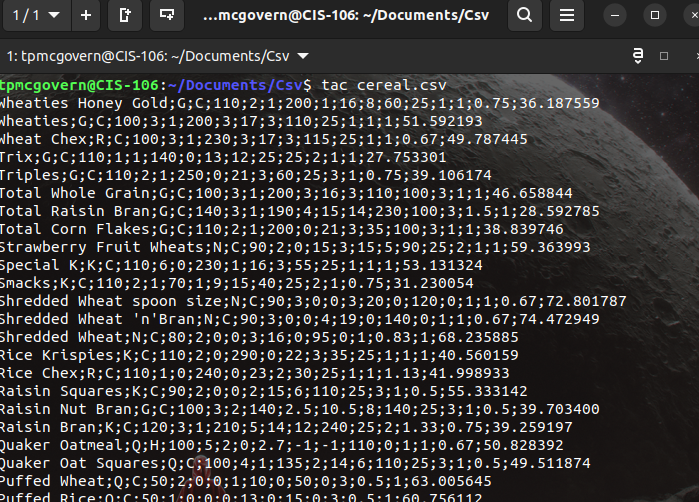 1 / 1 ...mcgovern@CIS-106: ~/Documents/Csv
1: tpmcgovern@CIS-106: ~/Documents/Csv a
tpmcgovern@CIS-106:~/Documents/Csv$ tac cereal.csv
Wheaties Honey Gold;G;C;110;2;1;200;1;16;8;60;25;1;1;0.75;36.187559
Wheaties;G;C;100;3;1;200;3;17;3;110;25;1;1;1;51.592193
Wheat Chex;R;C;100;3;1;230;3;17;3;115;25;1;1;0.67;49.787445
Trix;G;C;110;1;1;140;0;13;12;25;25;2;1;1;27.753301
Triples;G;C;110;2;1;250;0;21;3;60;25;3;1;0.75;39.106174
Total Whole Grain;G;C;100;3;1;200;3;16;3;110;100;3;1;1;46.658844
Total Raisin Bran;G;C;140;3;1;190;4;15;14;230;100;3;1.5;1;28.592785
Total Corn Flakes;G;C;110;2;1;200;0;21;3;35;100;3;1;1;38.839746
Strawberry Fruit Wheats;N;C;90;2;0;15;3;15;5;90;25;2;1;1;59.363993
Special K;K;C;110;6;0;230;1;16;3;55;25;1;1;1;53.131324
Smacks;K;C;110;2;1;70;1;9;15;40;25;2;1;0.75;31.230054
Shredded Wheat spoon size;N;C;90;3;0;0;3;20;0;120;0;1;1;0.67;72.801787
Shredded Wheat 'n'Bran;N;C;90;3;0;0;4;19;0;140;0;1;1;0.67;74.472949
Shredded Wheat;N;C;80;2;0;0;3;16;0;95;0;1;0.83;1;68.235885
Rice Krispies;K;C;110;2;0;290;0;22;3;35;25;1;1;1;40.560159
Rice Chex;R;C;110;1;0;240;0;23;2;30;25;1;1;1.13;41.998933
Raisin Squares;K;C;90;2;0;0;2;15;6;110;25;3;1;0.5;55.333142
Raisin Nut Bran;G;C;100;3;2;140;2.5;10.5;8;140;25;3;1;0.5;39.703400
Raisin Bran;K;C;120;3;1;210;5;14;12;240;25;2;1.33;0.75;39.259197
Quaker Oatmeal;Q;H;100;5;2;0;2.7;-1;-1;110;0;1;1;0.67;50.828392
Quaker Oat Squares;Q;C;100;4;1;135;2;14;6;110;25;3;1;0.5;49.511874
Puffed Wheat;Q;C;50;2;0;0;1;10;0;50;0;3;0.5;1;63.005645
Puffed Rice;Q;C;50;1;0;0;0;13;0;15;0;3;0.5;1;60.756112